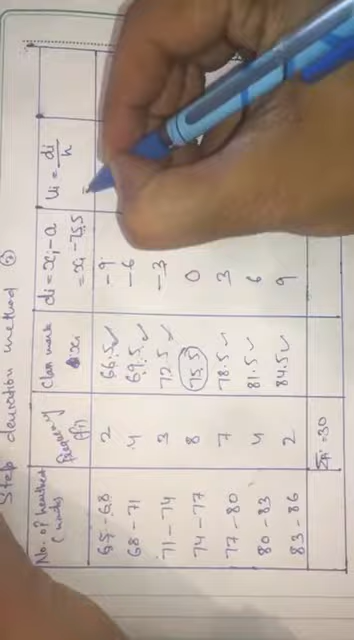 Step deviation method
No. of heartbeat Frequency Class mark di = xi - a ui = di/h
(fi) xi = xi - 75.5
65 - 68 2 66.5 ✓ - 9
68 - 71 4 69.5 ✓ - 6
71 - 74 3 72.5 ✓ - 3
74 - 77 8 75.5 0
77 - 80 7 78.5 ✓ 3
80 - 83 4 81.5 ✓ 6
83 - 86 2 84.5 ✓ 9
Σfi = 30